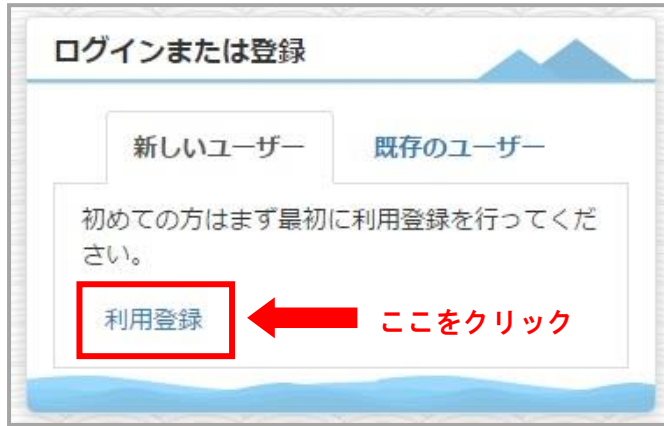 ログインまたは登録
新しいユーザー 既存のユーザー
初めての方はまず最初に利用登録を行ってくだ
さい。
利用登録 ここをクリック